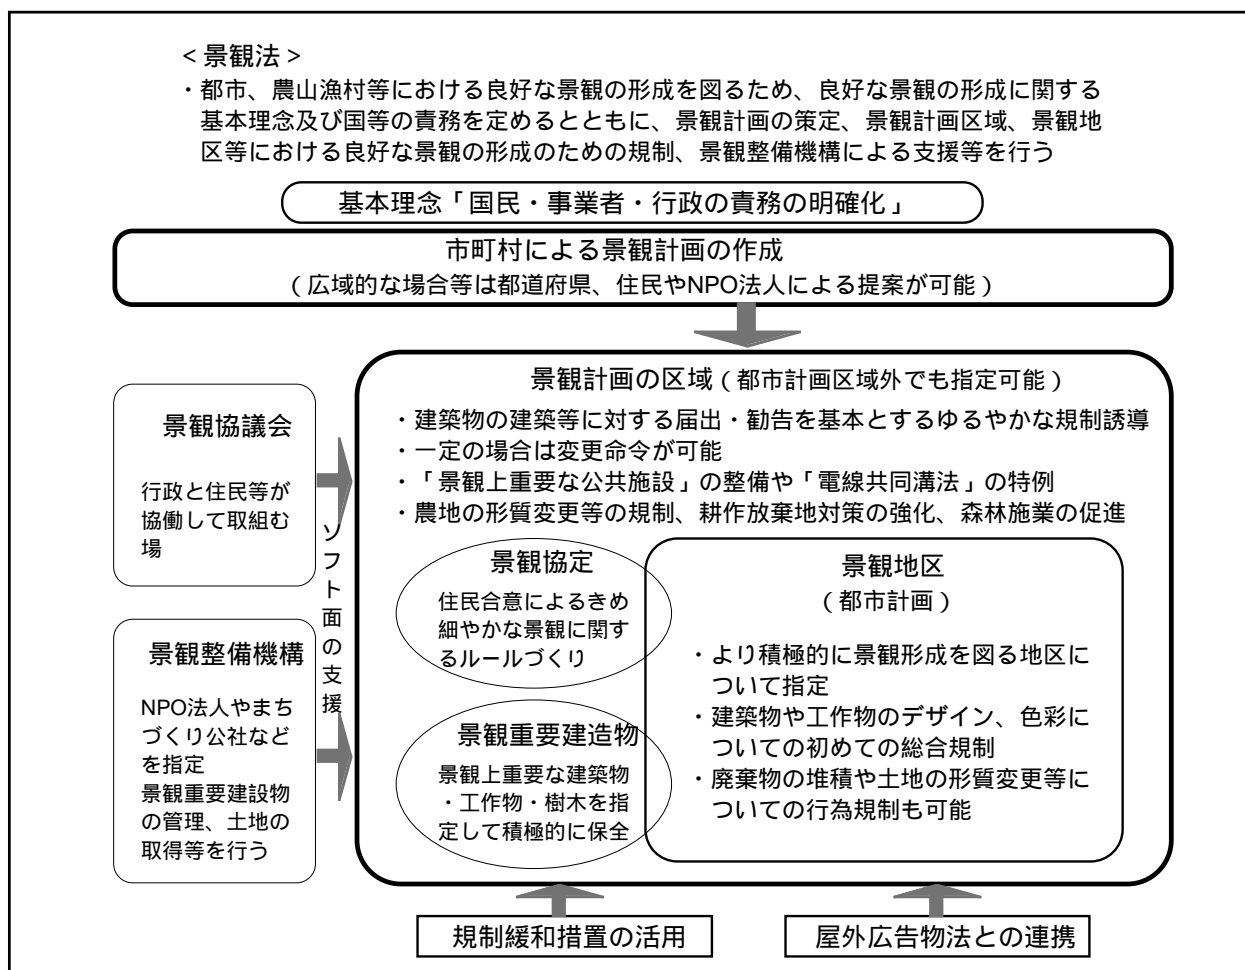 ＜景観法＞
・都市、農山漁村等における良好な景観の形成を図るため、良好な景観の形成に関する
基本理念及び国等の責務を定めるとともに、景観計画の策定、景観計画区域、景観地
区等における良好な景観の形成のための規制、景観整備機構による支援等を行う
基本理念「国民・事業者・行政の責務の明確化」
市町村による景観計画の作成
（広域的な場合等は都道府県、住民やNPO法人による提案が可能）
景観計画の区域（都市計画区域外でも指定可能）
・建築物の建築等に対する届出・勧告を基本とするゆるやかな規制誘導
・一定の場合は変更命令が可能
・「景観上重要な公共施設」の整備や「電線共同溝法」の特例
・農地の形質変更等の規制、耕作放棄地対策の強化、森林施業の促進
景観協議会
行政と住民等が
協働して取組む
場
景観整備機構
NPO法人やまち
づくり公社など
を指定
景観重要建設物
の管理、土地の
取得等を行う
ソフト面の支援
景観協定
住民合意によるきめ
細やかな景観に関す
るルールづくり
景観重要建造物
景観上重要な建築物
・工作物・樹木を指
定して積極的に保全
景観地区
（都市計画）
・より積極的に景観形成を図る地区に
ついて指定
・建築物や工作物のデザイン、色彩に
ついての初めての総合規制
・廃棄物の堆積や土地の形質変更等に
ついての行為規制も可能
規制緩和措置の活用
屋外広告物法との連携